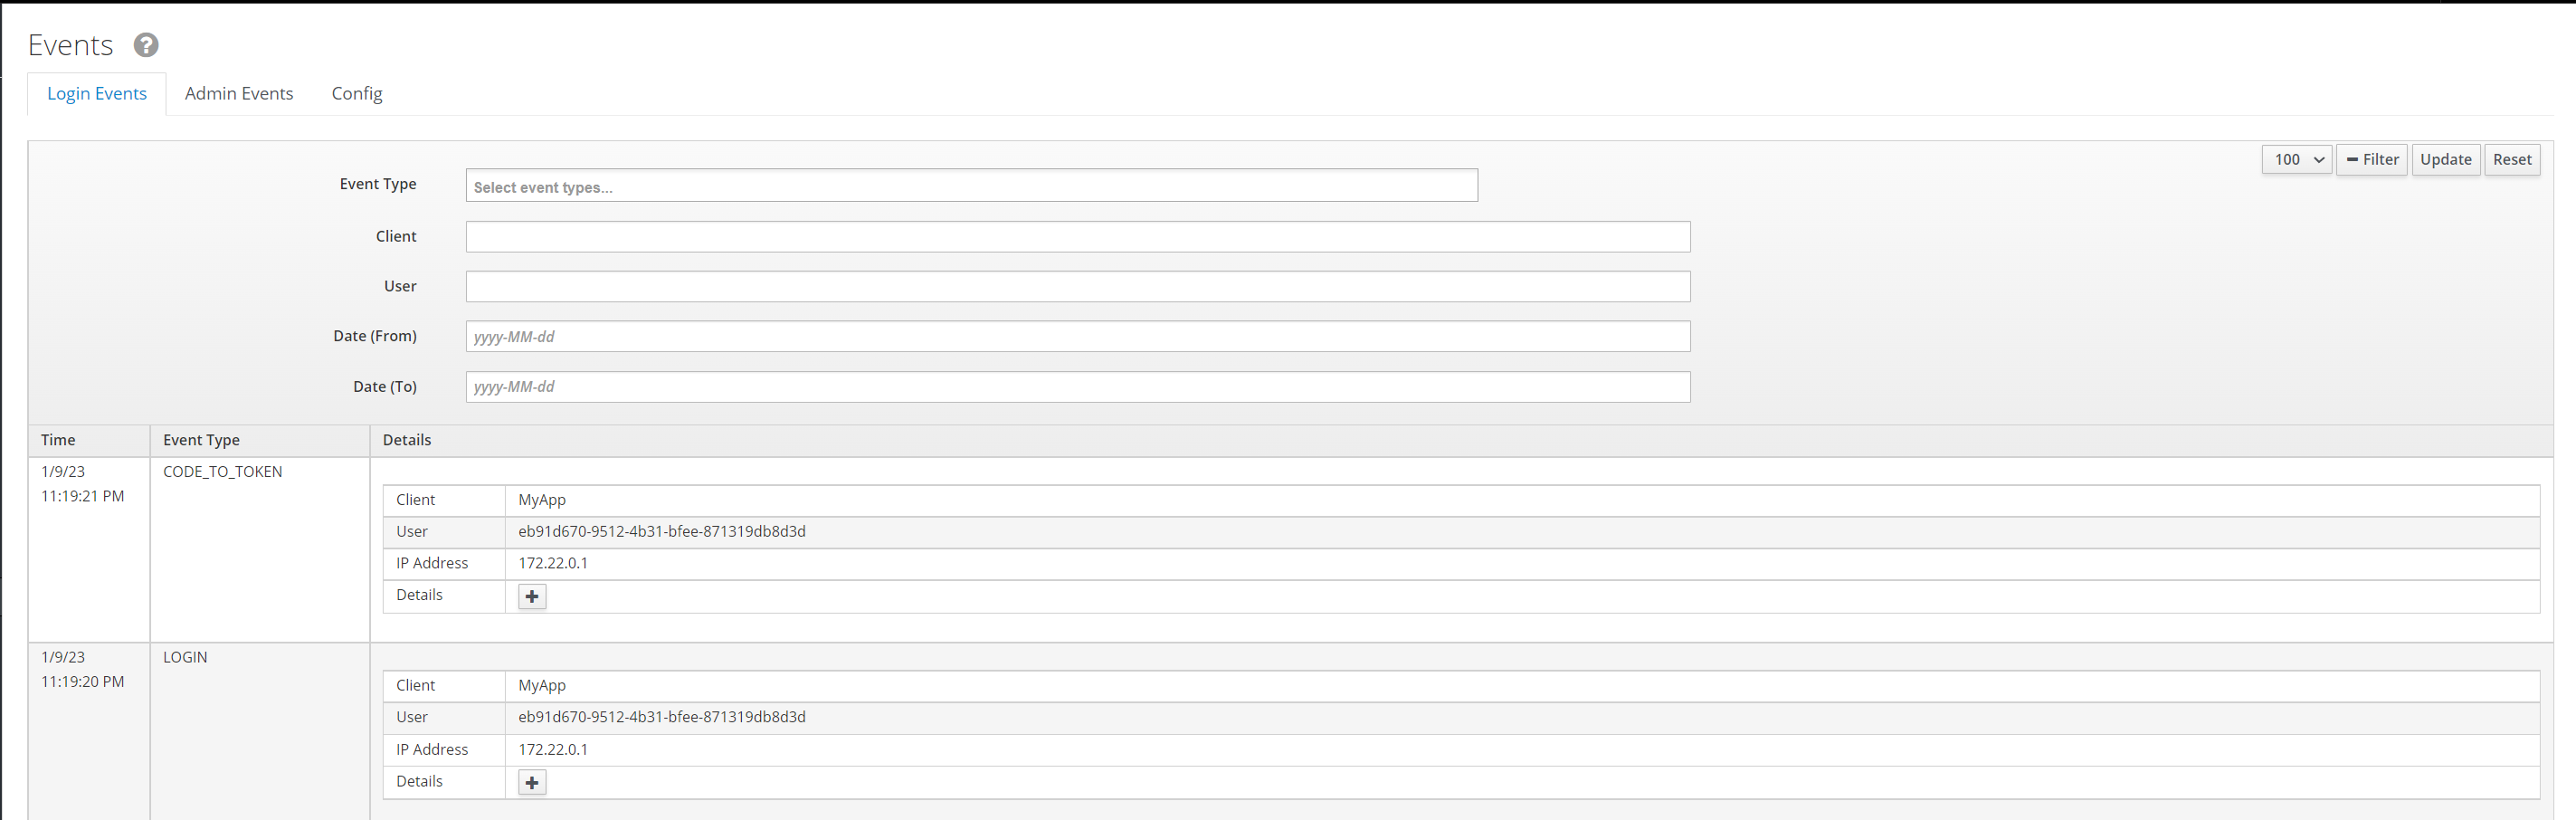 Events ?
Login Events Admin Events Config
100 Filter Update Reset
Event Type Select event types...
Client
User
Date (From) yyyy-MM-dd
Date (To) yyyy-MM-dd
Time Event Type Details
1/9/23 CODE_TO_TOKEN
11:19:21 PM
Client MyApp
User eb91d670-9512-4b31-bfee-871319db8d3d
IP Address 172.22.0.1
Details
1/9/23 LOGIN
11:19:20 PM
Client MyApp
User eb91d670-9512-4b31-bfee-871319db8d3d
IP Address 172.22.0.1
Details